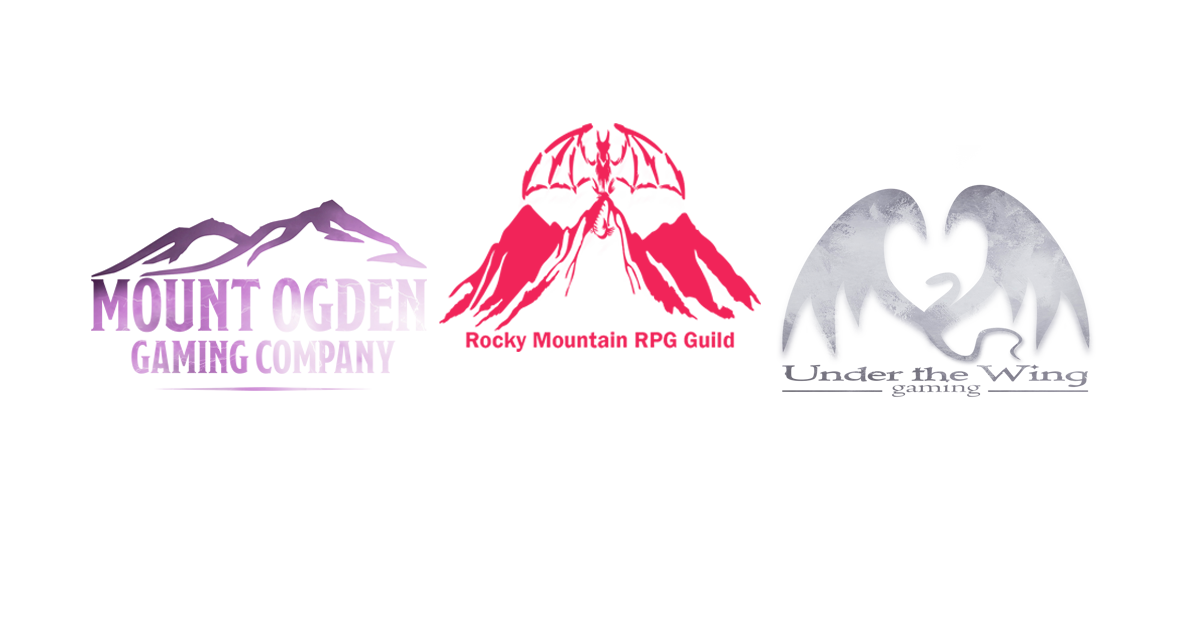 MOUNT OGDEN
GAMING COMPANY
Rocky Mountain RPG Guild
Under the Wing
gaming